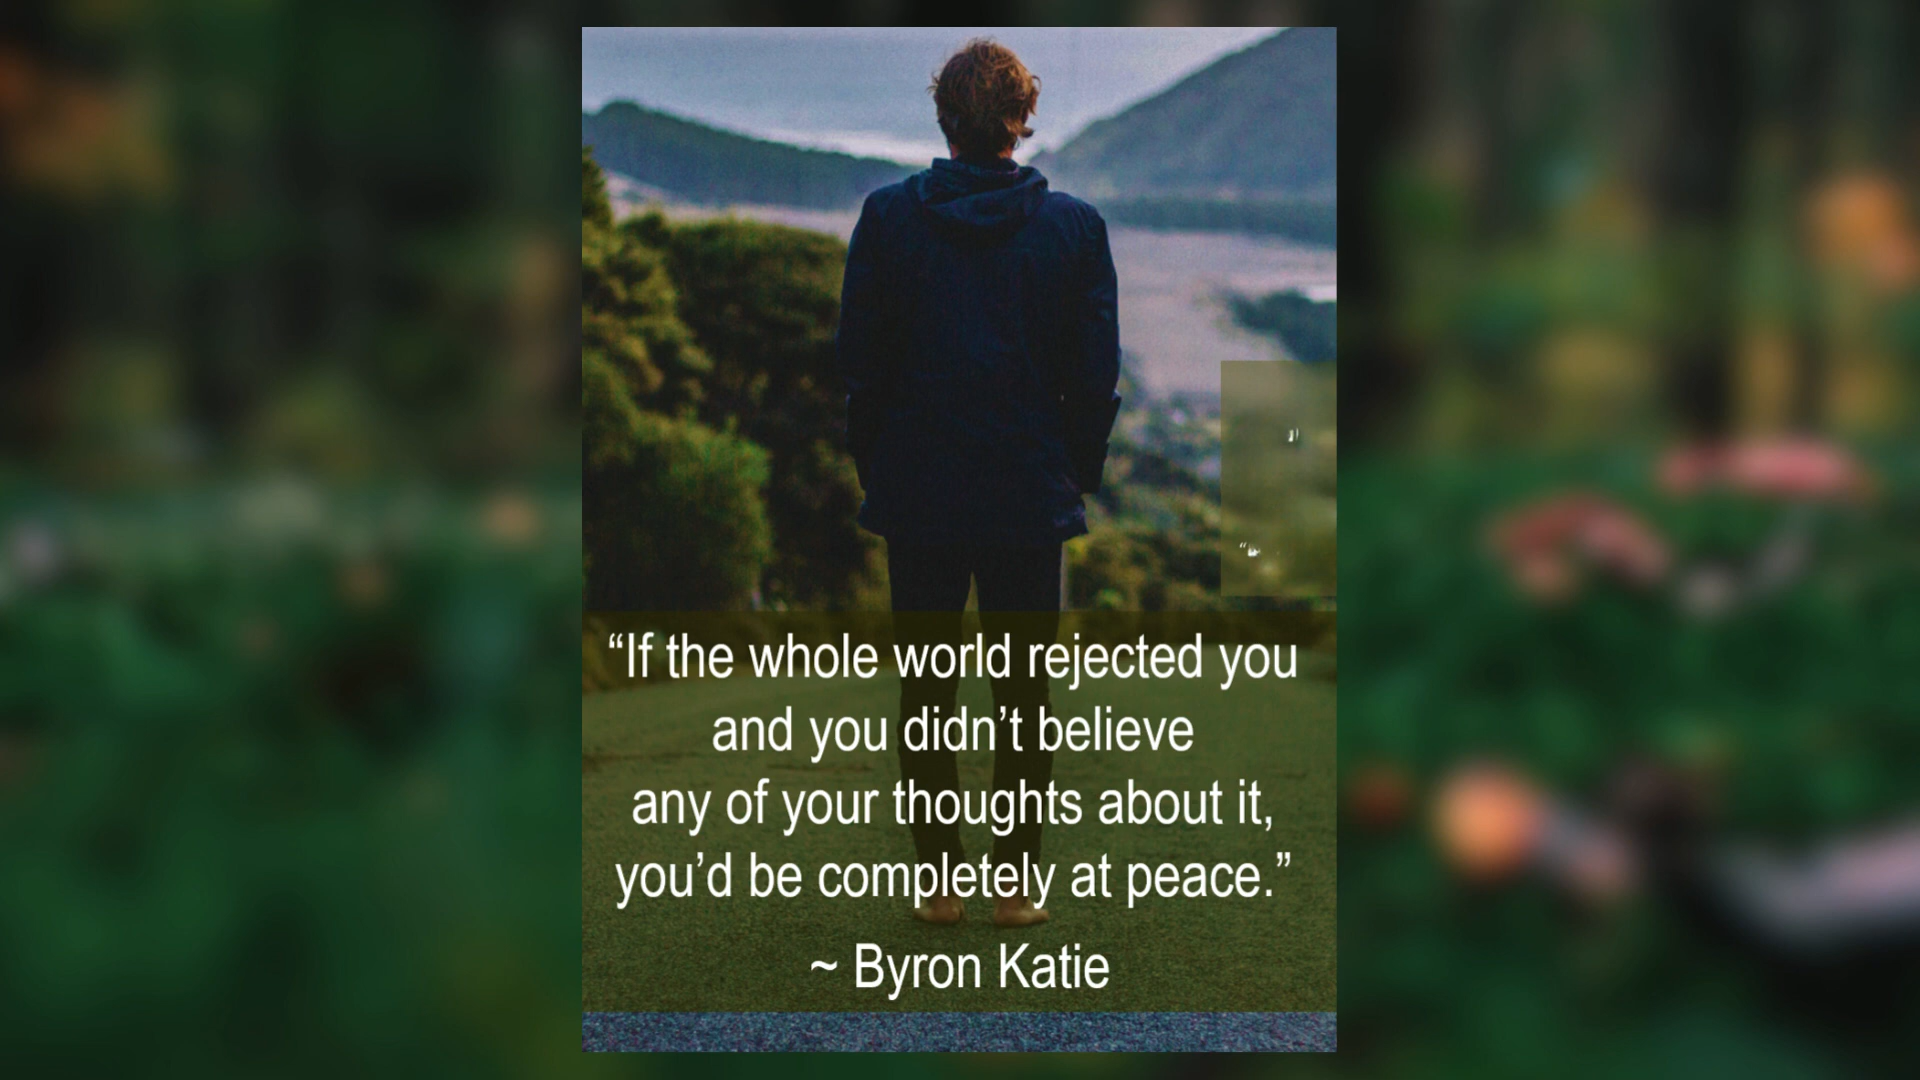 “If the whole world rejected you
and you didn’t believe
any of your thoughts about it,
you’d be completely at peace.”
~ Byron Katie